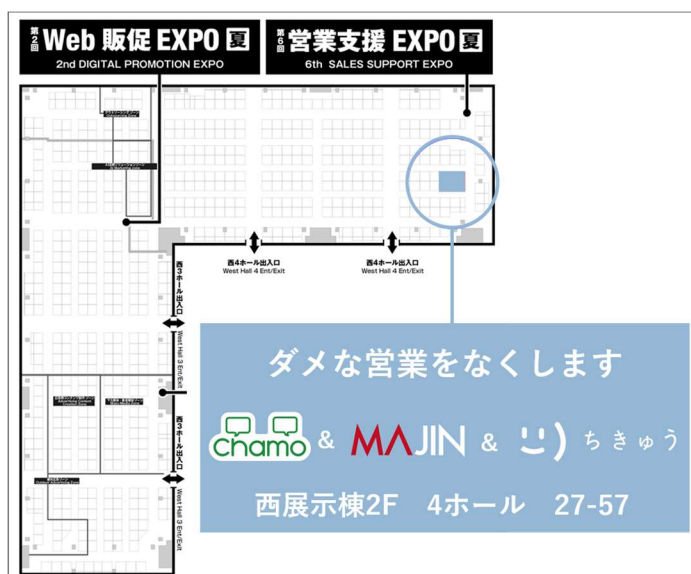 第2回 Web 販促 EXPO 夏
2nd DIGITAL PROMOTION EXPO
第6回 営業支援 EXPO 夏
6th SALES SUPPORT EXPO
西4ホール出入口
West Hall 4 Ent/Exit
西4ホール出入口
West Hall 4 Ent/Exit
西3ホール出入口
West Hall 3 Ent/Exit
西3ホール出入口
West Hall 3 Ent/Exit
ダメな営業をなくします
chamo & MAJIN & ちきゅう
西展示棟2F 4ホール 27-57